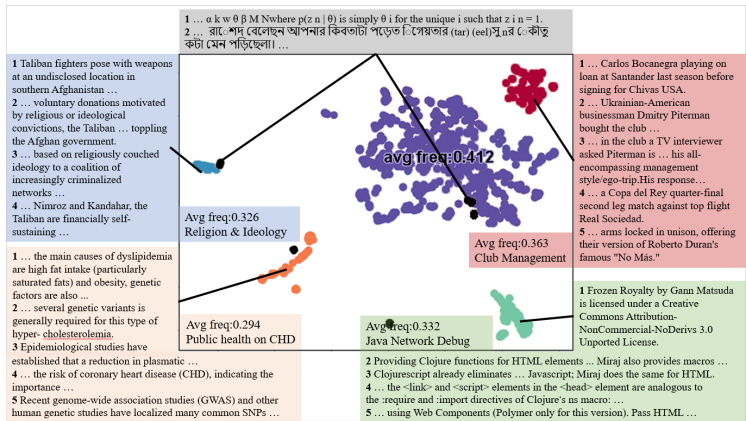 1 … α k w θ β M Nwhere p(z n | θ) is simply θ i for the unique i such that z i n = 1.
2 … (tar) (eel)
1 Taliban fighters pose with weapons
at an undisclosed location in
southern Afghanistan …
2 … voluntary donations motivated
by religious or ideological
convictions, the Taliban … toppling
the Afghan government.
3 … based on religiously couched
ideology to a coalition of
increasingly criminalized
networks …
4 … Nimroz and Kandahar, the
Taliban are financially self-
sustaining …
Avg freq:0.326
Religion & Ideology
avg freq:0.412
1 … Carlos Bocanegra playing on
loan at Santander last season before
signing for Chivas USA.
2 … Ukrainian-American
businessman Dmitry Piterman
bought the club …
3 … in the club a TV interviewer
asked Piterman is … his all-
encompassing management
style/ego-trip.His response…
4 … a Copa del Rey quarter-final
second leg match against top flight
Real Sociedad.
5 … arms locked in unison, offering
their version of Roberto Duran's
famous "No Más."
Avg freq:0.363
Club Management
1 … the main causes of dyslipidemia
are high fat intake (particularly
saturated fats) and obesity, genetic
factors are also ...
2 … several genetic variants is
generally required for this type of
hyper- cholesterolemia.
3 Epidemiological studies have
established that a reduction in plasmatic …
4 … the risk of coronary heart disease (CHD), indicating the
importance …
5 Recent genome-wide association studies (GWAS) and other
human genetic studies have localized many common SNPs …
Avg freq:0.294
Public health on CHD
Avg freq:0.332
Java Network Debug
1 Frozen Royalty by Gann Matsuda
is licensed under a Creative
Commons Attribution-
NonCommercial-NoDerivs 3.0
Unported License.
2 Providing Clojure functions for HTML elements ... Miraj also provides macros …
3 Clojurescript already eliminates … Javascript; Miraj does the same for HTML.
4 … the <link> and <script> elements in the <head> element are analogous to
the :require and :import directives of Clojure's ns macro: …
5 … using Web Components (Polymer only for this version). Pass HTML …